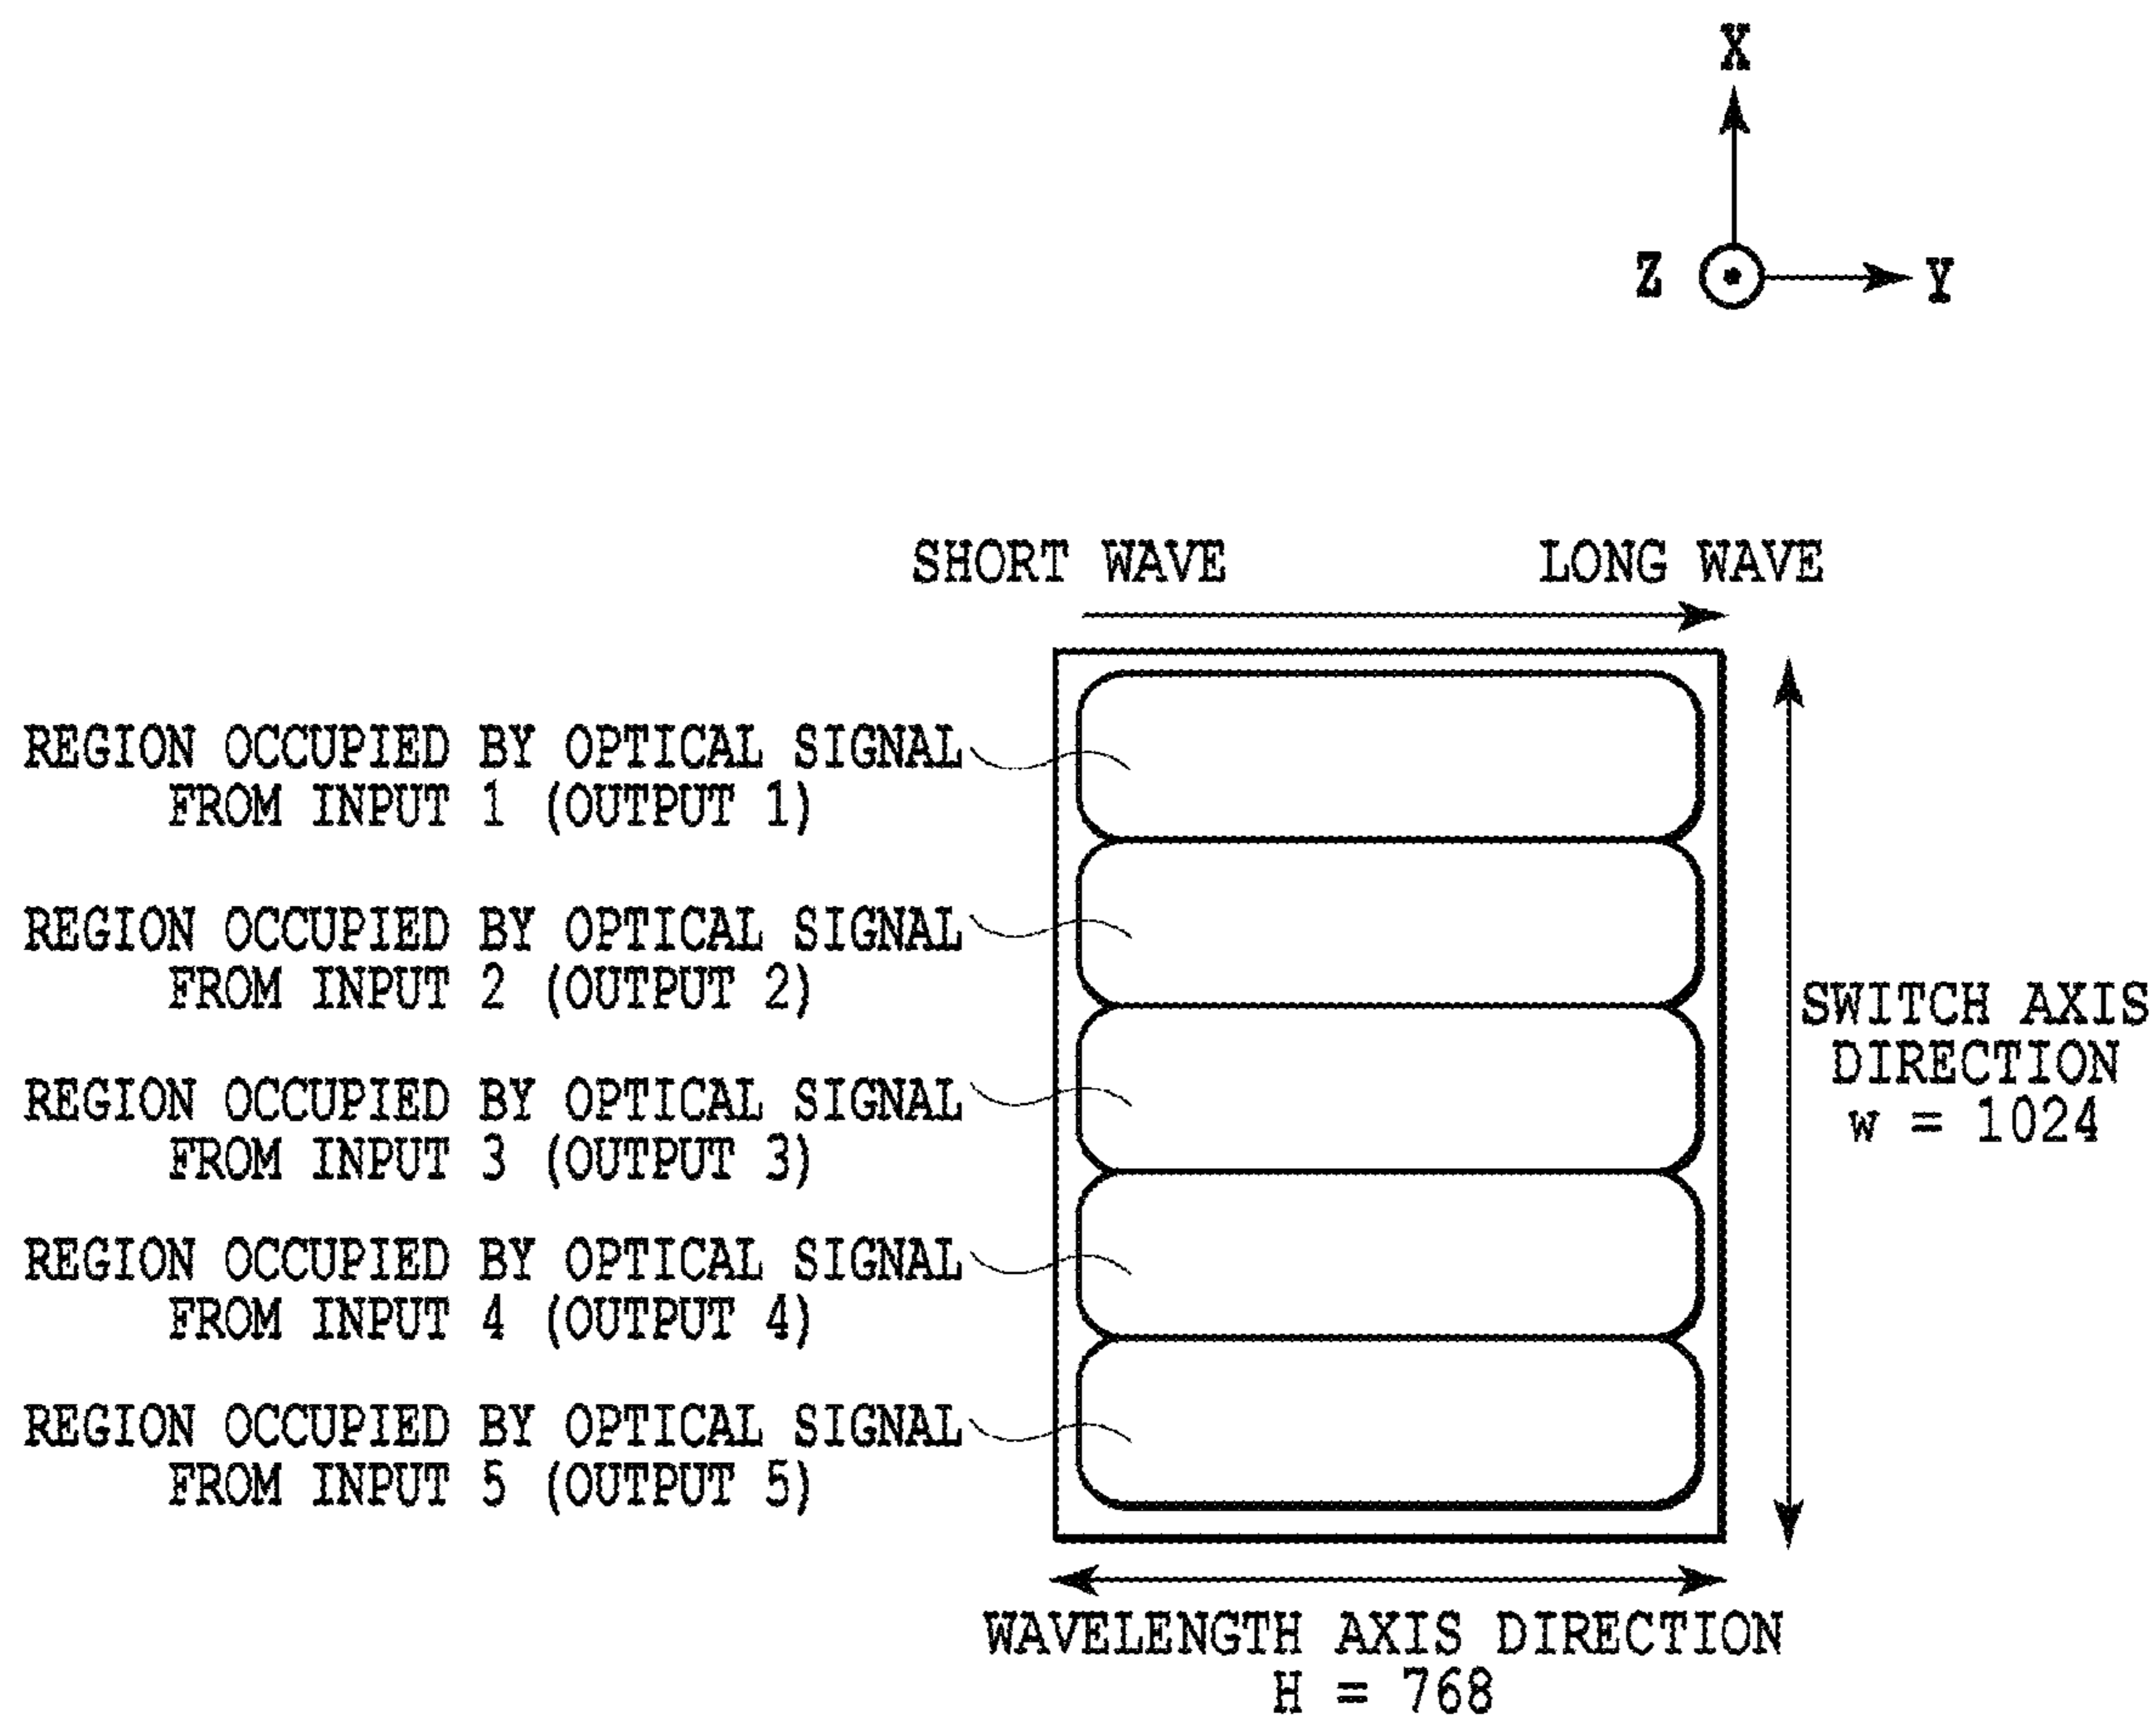 X
Z
Y
SHORT WAVE
LONG WAVE
REGION OCCUPIED BY OPTICAL SIGNAL
FROM INPUT 1 (OUTPUT 1)
REGION OCCUPIED BY OPTICAL SIGNAL
FROM INPUT 2 (OUTPUT 2)
REGION OCCUPIED BY OPTICAL SIGNAL
FROM INPUT 3 (OUTPUT 3)
REGION OCCUPIED BY OPTICAL SIGNAL
FROM INPUT 4 (OUTPUT 4)
REGION OCCUPIED BY OPTICAL SIGNAL
FROM INPUT 5 (OUTPUT 5)
SWITCH AXIS
DIRECTION
w = 1024
WAVELENGTH AXIS DIRECTION
H = 768